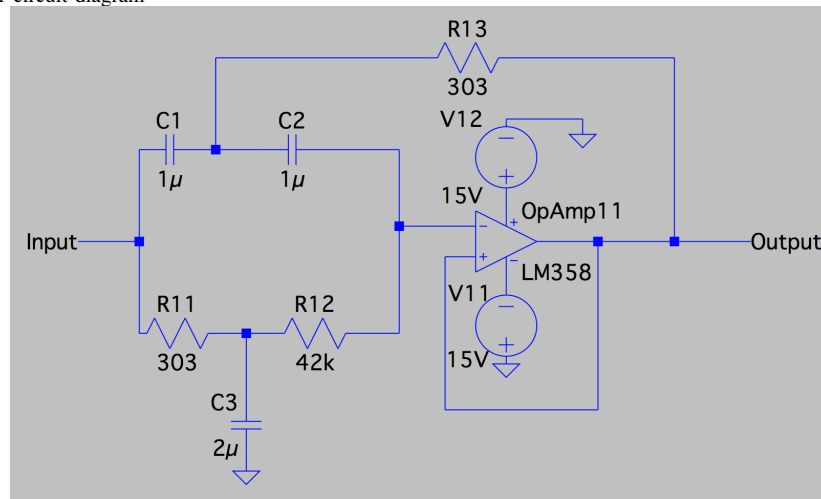 R13
303
C1
C2
V12
1µ
1µ
15V
OpAmp11
Input
Output
LM358
V11
R11
R12
303
42k
15V
C3
2µ